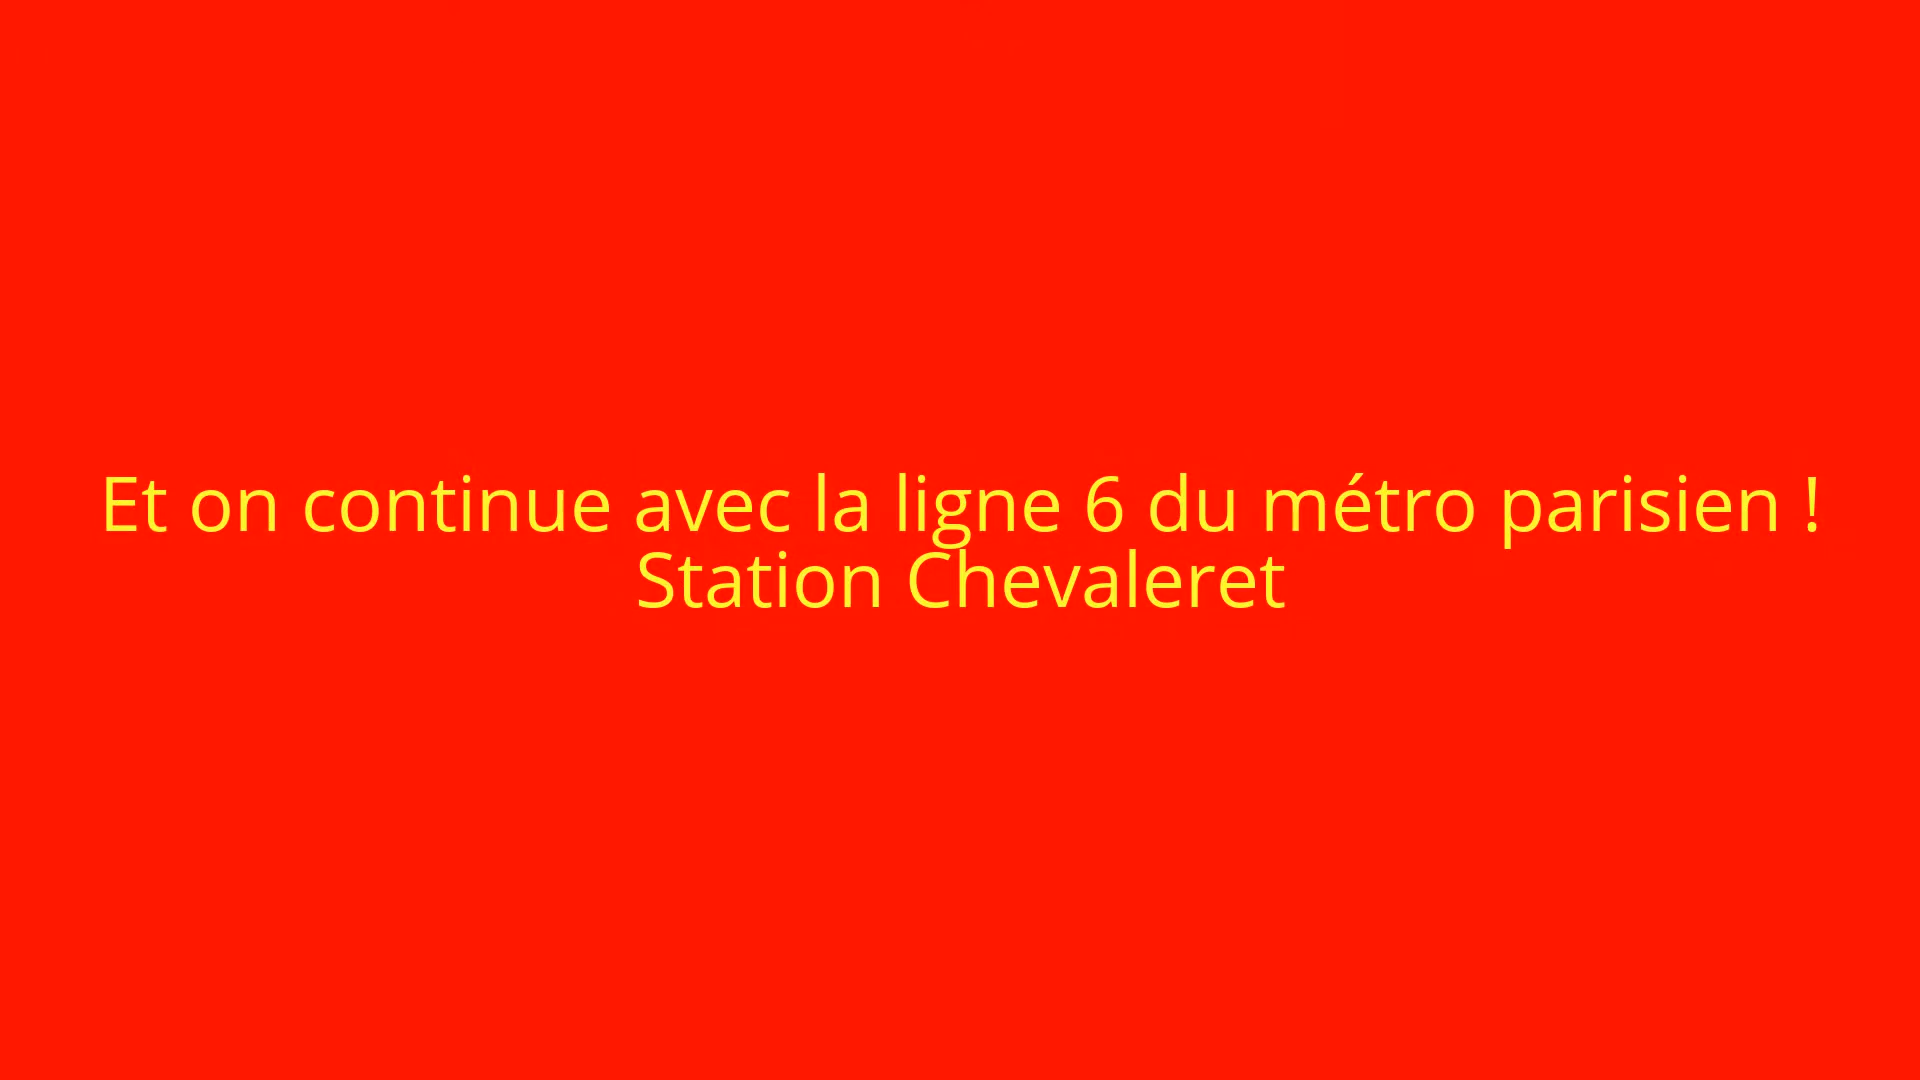 Et on continue avec la ligne 6 du métro parisien !
Station Chevaleret